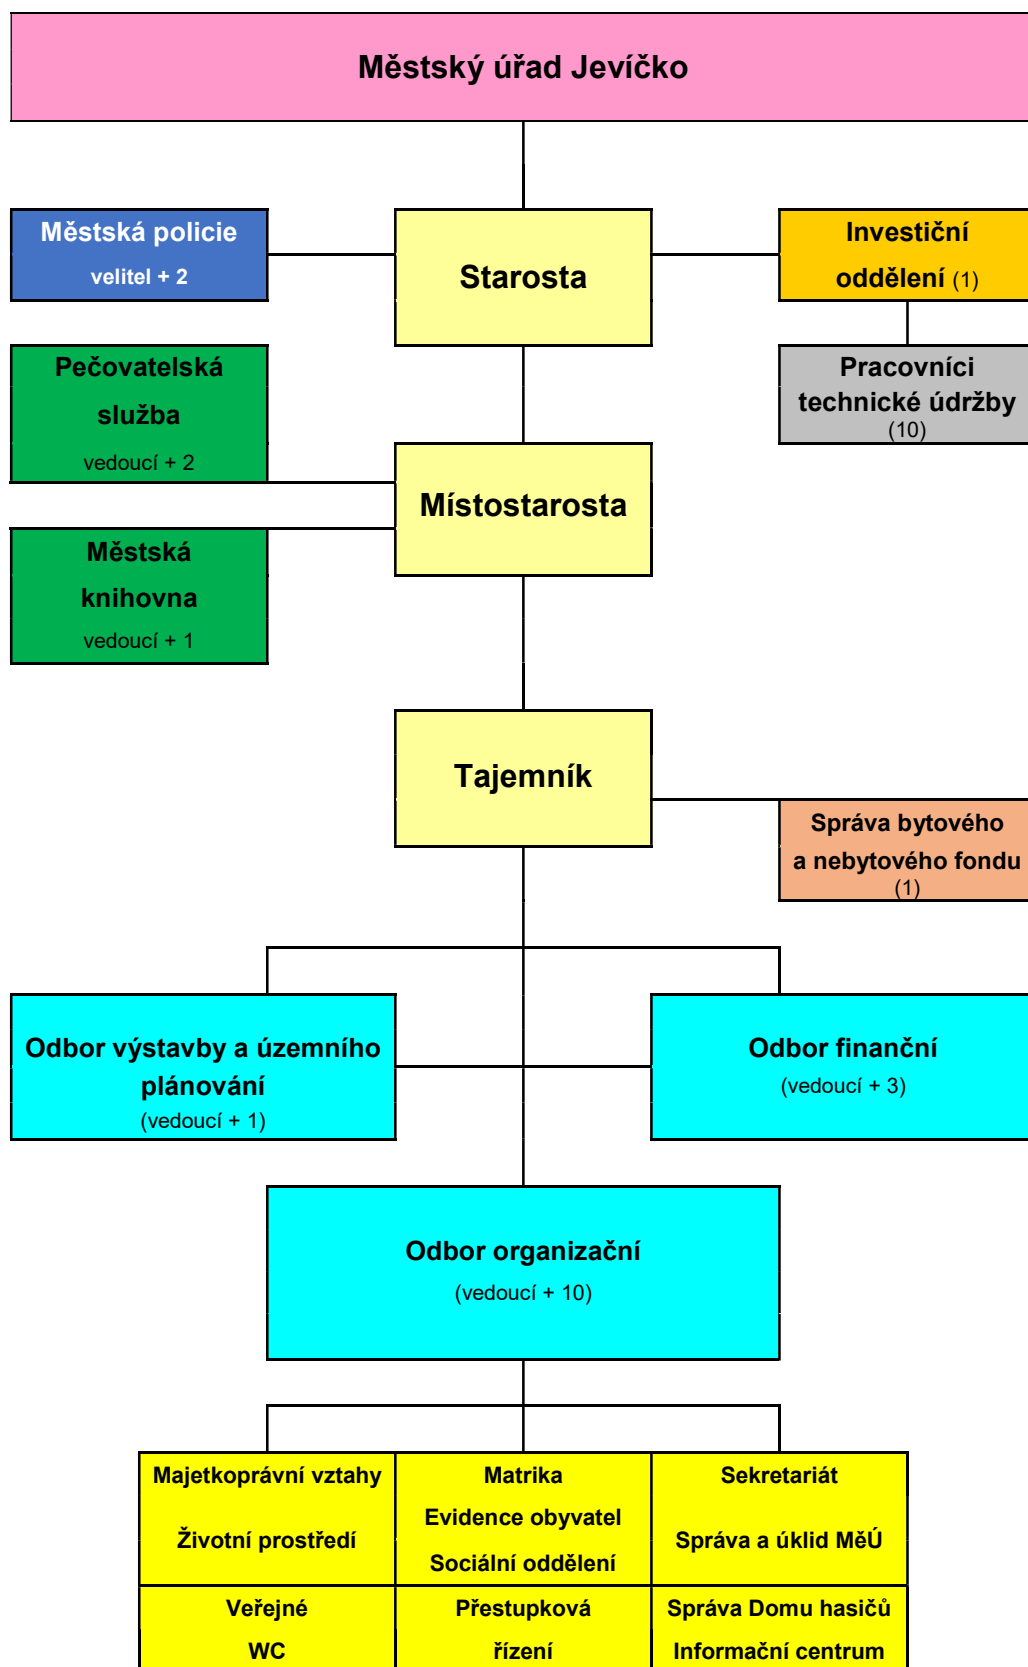 Městský úřad Jevíčko
Městská policie
velitel + 2
Starosta
Investiční
oddělení (1)
Pečovatelská
služba
vedoucí + 2
Pracovníci
technické údržby
(10)
Místostarosta
Městská
knihovna
vedoucí + 1
Tajemník
Správa bytového
a nebytového fondu
(1)
Odbor výstavby a územního
plánování
(vedoucí + 1)
Odbor finanční
(vedoucí + 3)
Odbor organizační
(vedoucí + 10)
Majetkoprávní vztahy
Životní prostředí
Matrika
Evidence obyvatel
Sociální oddělení
Sekretariát
Správa a úklid MěÚ
Veřejné
WC
Přestupková
řízení
Správa Domu hasičů
Informační centrum